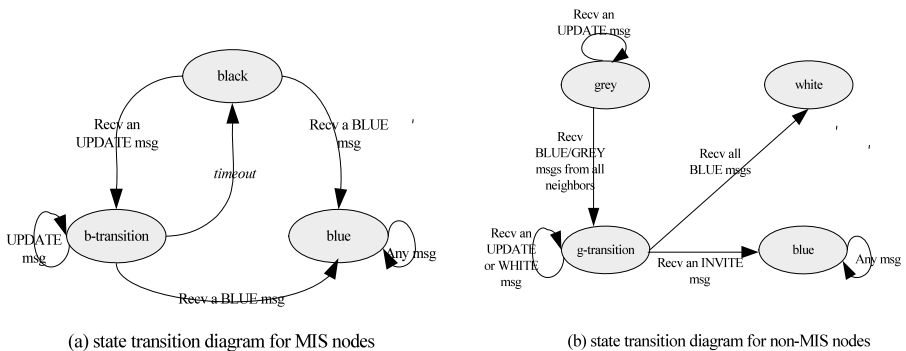 black
Recv an
UPDATE msg
Recv a BLUE
msg
timeout
UPDATE
msg
b-transition
blue
Any msg
Recv a BLUE msg
(a) state transition diagram for MIS nodes
Recv an
UPDATE msg
grey
white
Recv
BLUE/GREY
msgs from all
neighbors
Recv all
BLUE msgs
Recv an
UPDATE
or WHITE
msg
g-transition
Recv an INVITE
msg
blue
Any msg
(b) state transition diagram for non-MIS nodes